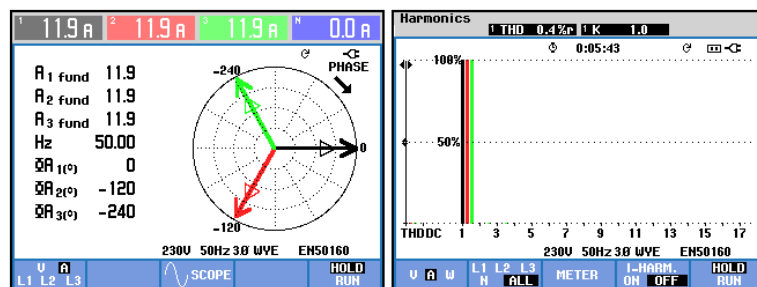 1 11.9 A 2 11.9 A 3 11.9 A N 0.0 A
PHASE
A1 fund 11.9
A2 fund 11.9
A3 fund 11.9
Hz 50.00
ΦA1(°) 0
ΦA2(°) -120
ΦA3(°) -240
-240
0
-120
230V 50Hz 3Ø WYE EN50160
V A
L1 L2 L3
SCOPE
HOLD
RUN
Harmonics
1 THD 0.4%r 1 K 1.0
0:05:43
100%
50%
THDDC 1 3 5 7 9 11 13 15 17
230V 50Hz 3Ø WYE EN50160
V A W
L1 L2 L3
N ALL
METER
I-HARM.
ON OFF
HOLD
RUN